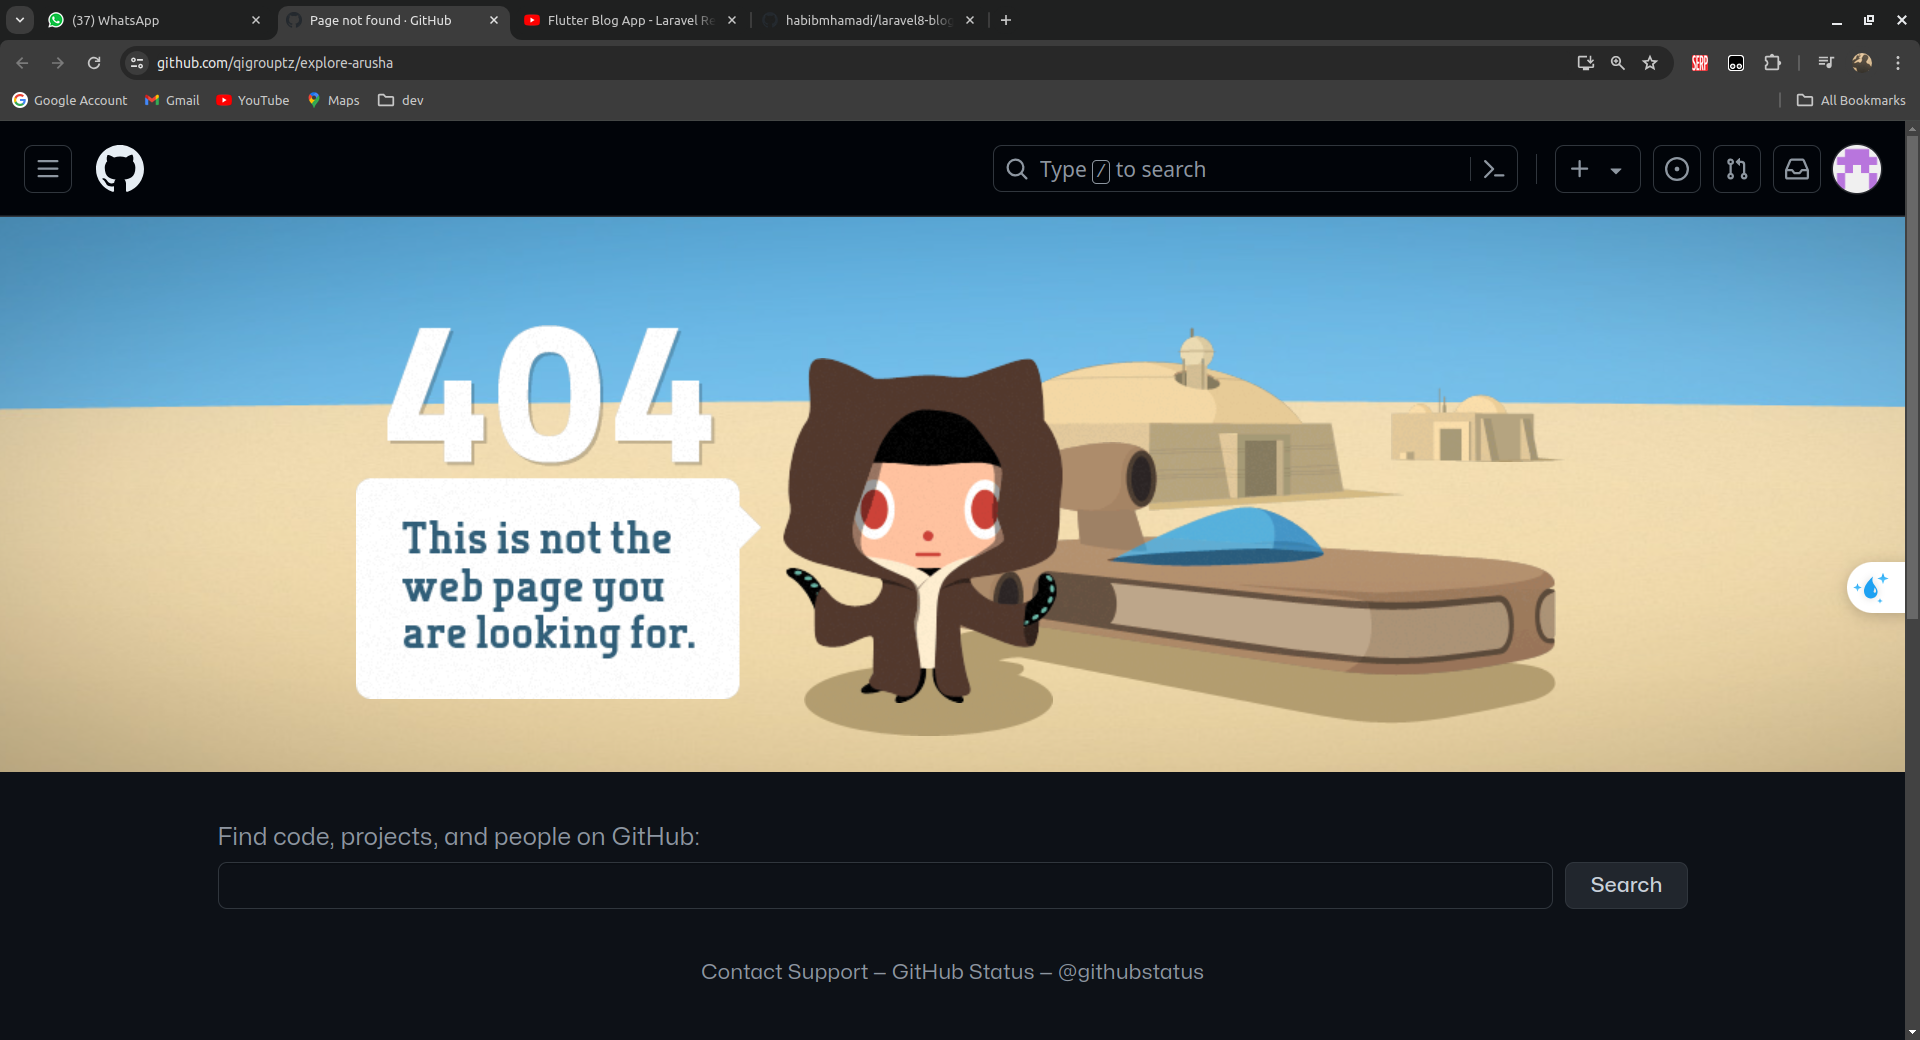 (37) WhatsApp
Page not found · GitHub
Flutter Blog App - Laravel Re
habibmhamadi/laravel8-blog
github.com/qigrouptz/explore-arusha
SERP
Google Account
Gmail
YouTube
Maps
dev
All Bookmarks
Type / to search
404
This is not the
web page you
are looking for.
Find code, projects, and people on GitHub:
Search
Contact Support — GitHub Status — @githubstatus